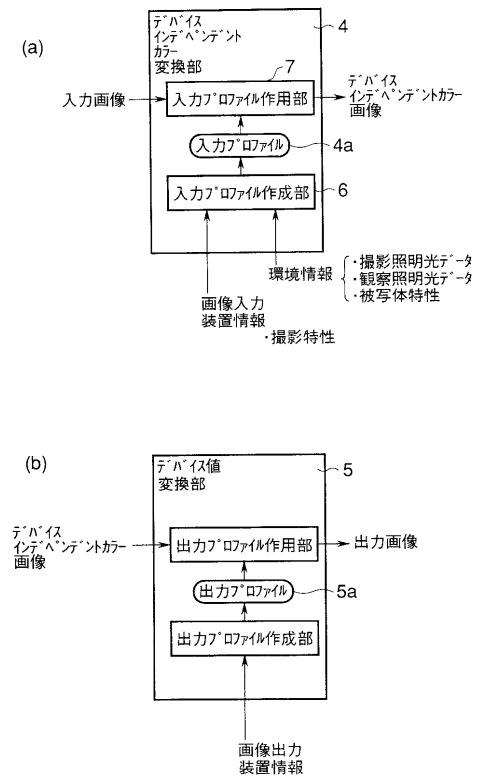 (a)
デバイス
インデペンデント
カラー
変換部
4
7
入力画像
入力プロファイル作用部
デバイス
インデペンデントカラー
画像
入力プロファイル
4a
入力プロファイル作成部
6
環境情報
・撮影照明光データ
・観察照明光データ
・被写体特性
画像入力
装置情報
・撮影特性
(b)
デバイス値
変換部
5
デバイス
インデペンデントカラー
画像
出力プロファイル作用部
出力画像
出力プロファイル
5a
出力プロファイル作成部
画像出力
装置情報